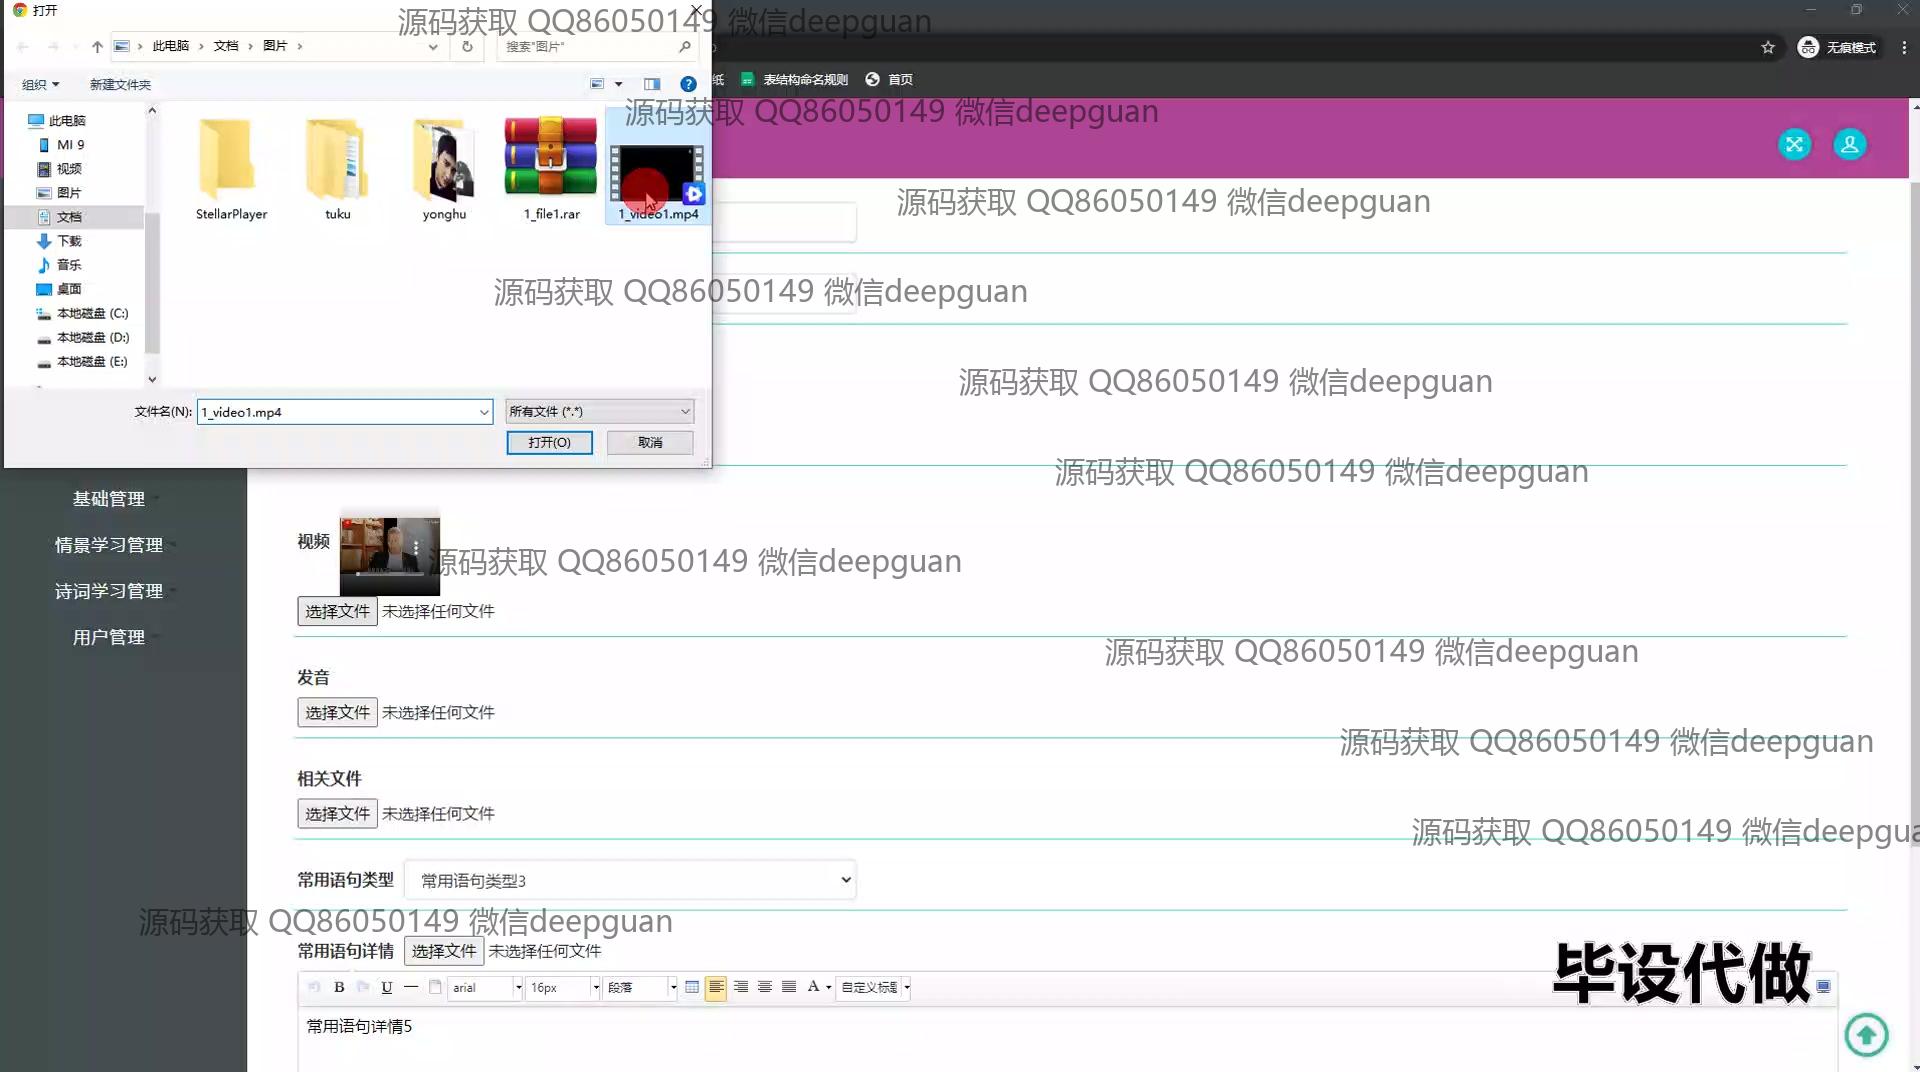 打开
源码获取 QQ86050149 微信deepguan
此电脑 › 文档 › 图片 ›
搜索"图片"
无痕模式
组织
新建文件夹
纸
表结构命名规则
首页
源码获取 QQ86050149 微信deepguan
此电脑
MI 9
视频
图片
文档
下载
音乐
桌面
本地磁盘 (C:)
本地磁盘 (D:)
本地磁盘 (E:)
StellarPlayer
tuku
yonghu
1_file1.rar
1_video1.mp4
源码获取 QQ86050149 微信deepguan
源码获取 QQ86050149 微信deepguan
源码获取 QQ86050149 微信deepguan
文件名(N):
1_video1.mp4
所有文件 (*.*)
打开(O)
取消
源码获取 QQ86050149 微信deepguan
基础管理
情景学习管理
诗词学习管理
用户管理
视频
源码获取 QQ86050149 微信deepguan
选择文件 未选择任何文件
源码获取 QQ86050149 微信deepguan
发音
选择文件 未选择任何文件
源码获取 QQ86050149 微信deepguan
相关文件
选择文件 未选择任何文件
源码获取 QQ86050149 微信deepgua
常用语句类型
常用语句类型3
源码获取 QQ86050149 微信deepguan
常用语句详情
选择文件 未选择任何文件
B U arial 16px 段落 A 自定义标题
毕设代做
常用语句详情5